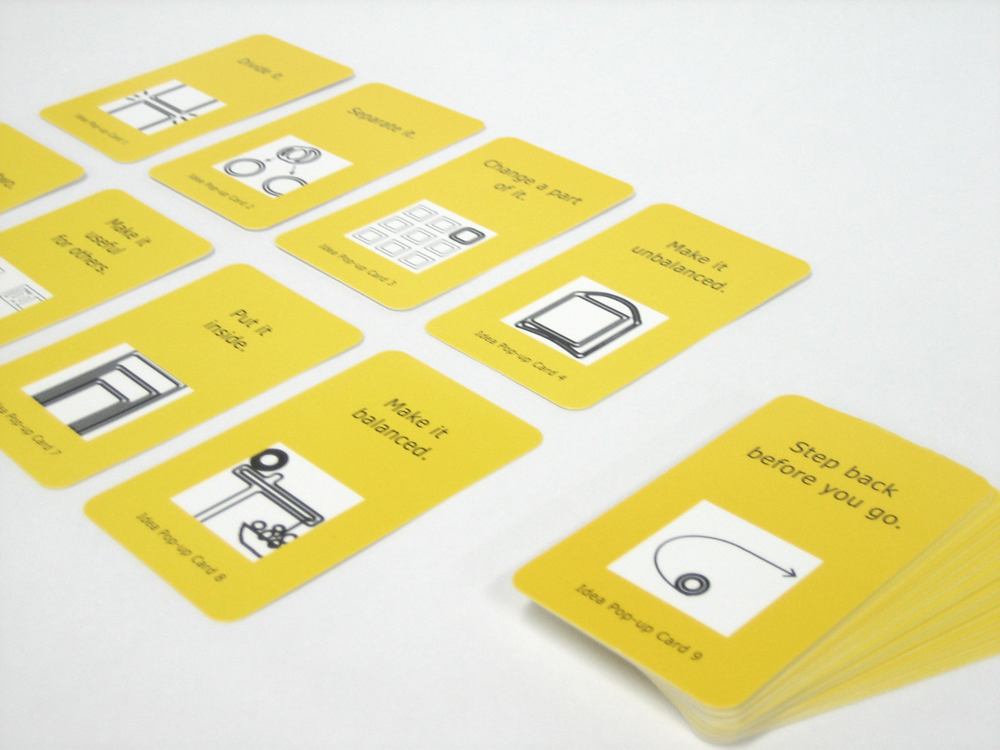 Divide it.
Idea Pop-up Card 1
Separate it.
Idea Pop-up Card 2
Change a part
of it.
Idea Pop-up Card 3
Make it
unbalanced.
Idea Pop-up Card 4
Make it
useful
for others.
Put it
inside.
Pop-up Card 7
Make it
balanced.
Idea Pop-up Card 8
Step back
before you go.
Idea Pop-up Card 9